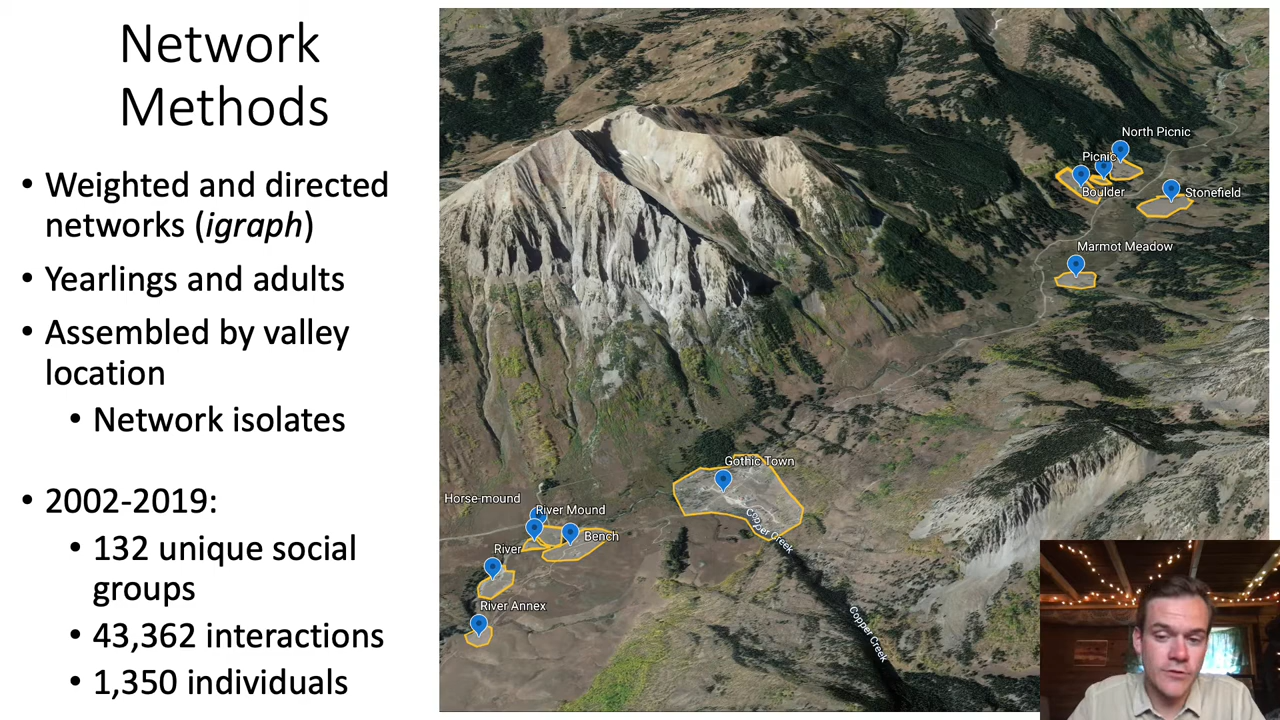 Network
Methods
• Weighted and directed
networks (igraph)
• Yearlings and adults
• Assembled by valley
location
• Network isolates
• 2002-2019:
• 132 unique social
groups
• 43,362 interactions
• 1,350 individuals
North Picnic
Picnic
Boulder
Stonefield
Marmot Meadow
Gothic Town
Copper Creek
Horse-mound
River Mound
Bench
River
River Annex
Copper Creek